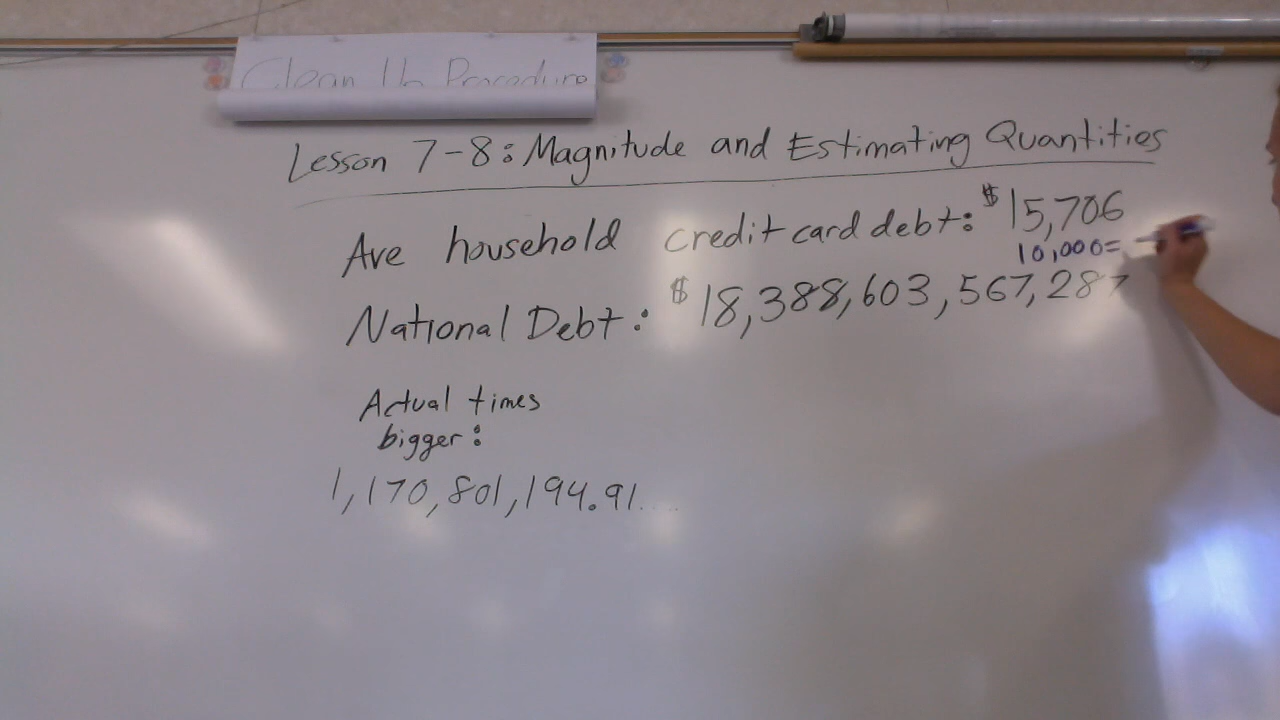 Clean Up Procedure
Lesson 7-8: Magnitude and Estimating Quantities
Ave household credit card debt: $15,706
10,000=
National Debt: $18,388,603,567,287
Actual times
bigger:
1,170,801,194.91....